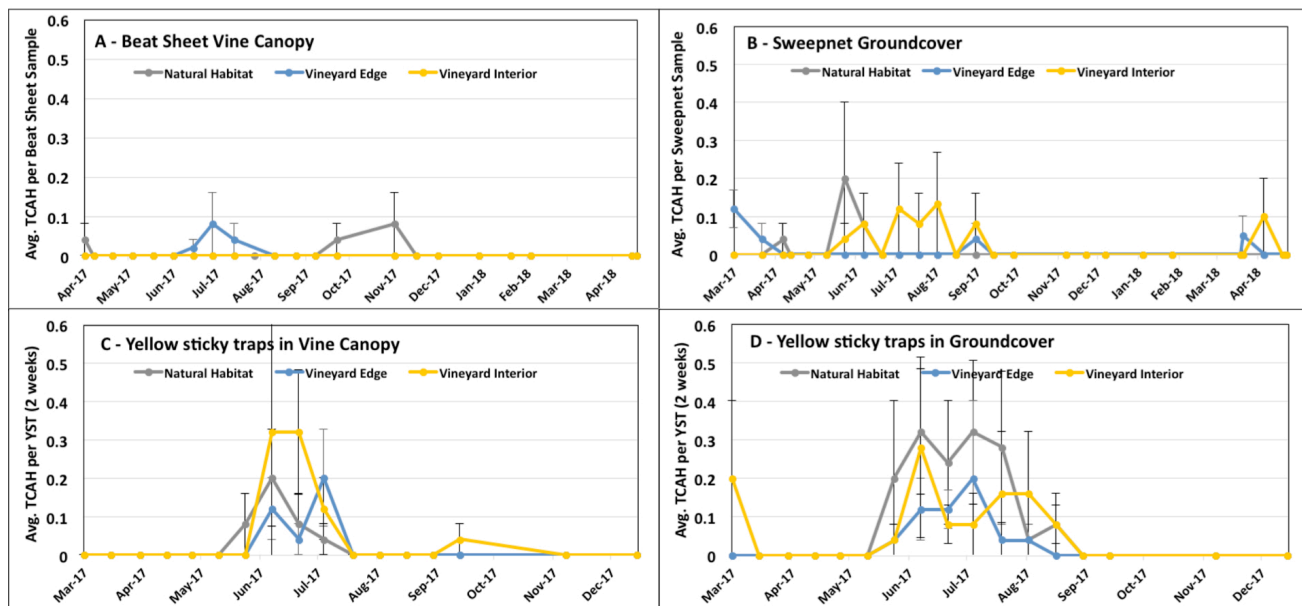 A - Beat Sheet Vine Canopy
Natural Habitat Vineyard Edge Vineyard Interior
Avg. TCAH per Beat Sheet Sample
0.6
0.5
0.4
0.3
0.2
0.1
0
Apr-17 May-17 Jun-17 Jul-17 Aug-17 Sep-17 Oct-17 Nov-17 Dec-17 Jan-18 Feb-18 Mar-18 Apr-18
B - Sweepnet Groundcover
Natural Habitat Vineyard Edge Vineyard Interior
Avg. TCAH per Sweepnet Sample
0.6
0.5
0.4
0.3
0.2
0.1
0
Mar-17 Apr-17 May-17 Jun-17 Jul-17 Aug-17 Sep-17 Oct-17 Nov-17 Dec-17 Jan-18 Feb-18 Mar-18 Apr-18
C - Yellow sticky traps in Vine Canopy
Natural Habitat Vineyard Edge Vineyard Interior
Avg. TCAH per YST (2 weeks)
0.6
0.5
0.4
0.3
0.2
0.1
0
Mar-17 Apr-17 May-17 Jun-17 Jul-17 Aug-17 Sep-17 Oct-17 Nov-17 Dec-17
D - Yellow sticky traps in Groundcover
Natural Habitat Vineyard Edge Vineyard Interior
Avg. TCAH per YST (2 weeks)
0.6
0.5
0.4
0.3
0.2
0.1
0
Mar-17 Apr-17 May-17 Jun-17 Jul-17 Aug-17 Sep-17 Oct-17 Nov-17 Dec-17